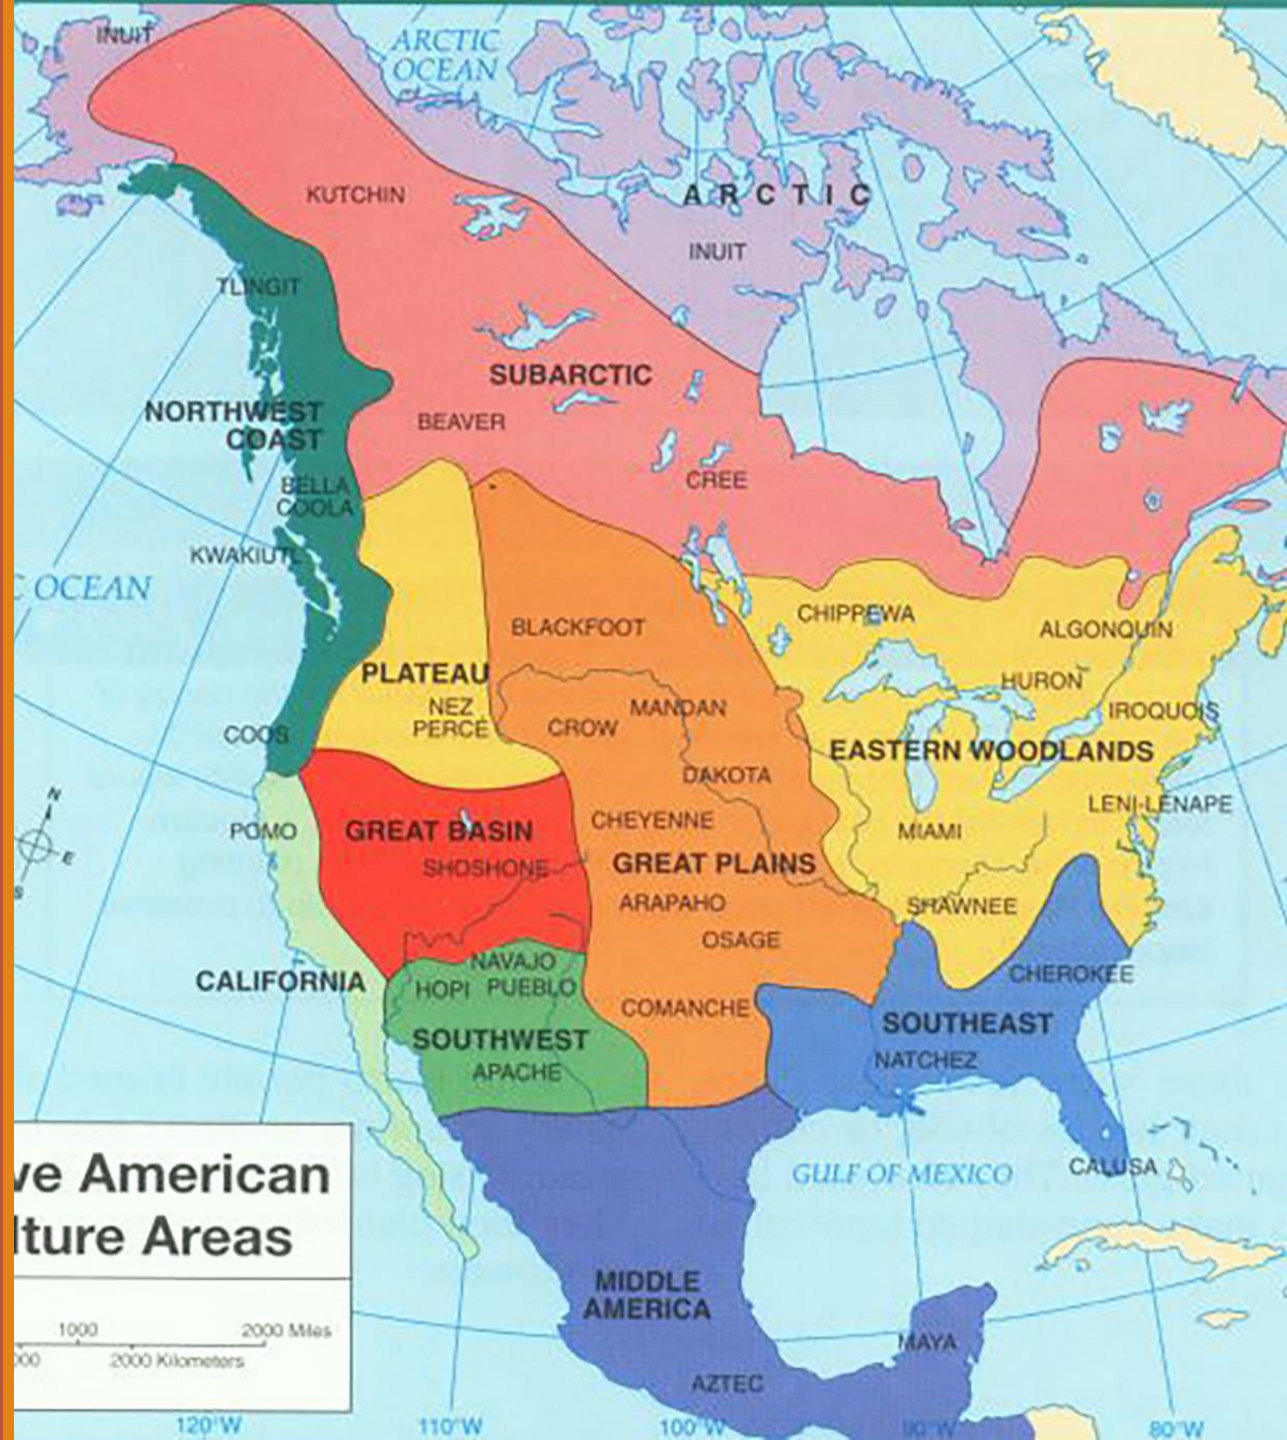 INUIT
ARCTIC
OCEAN
ARCTIC
INUIT
KUTCHIN
TLINGIT
SUBARCTIC
NORTHWEST
COAST
BEAVER
CREE
BELLA
COOLA
KWAKIUTL
C OCEAN
CHIPPEWA
ALGONQUIN
BLACKFOOT
PLATEAU
HURON
NEZ
PERCE
MANDAN
CROW
IROQUOIS
COOS
EASTERN WOODLANDS
DAKOTA
N
E
S
LENI-LENAPE
POMO
GREAT BASIN
CHEYENNE
MIAMI
SHOSHONE
GREAT PLAINS
ARAPAHO
SHAWNEE
OSAGE
NAVAJO
CALIFORNIA
HOPI
PUEBLO
CHEROKEE
COMANCHE
SOUTHWEST
SOUTHEAST
APACHE
NATCHEZ
GULF OF MEXICO
CALUSA
ve American
lture Areas
MIDDLE
AMERICA
1000
2000 Miles
00
2000 Kilometers
MAYA
AZTEC
120°W
110°W
100°W
90°W
80°W